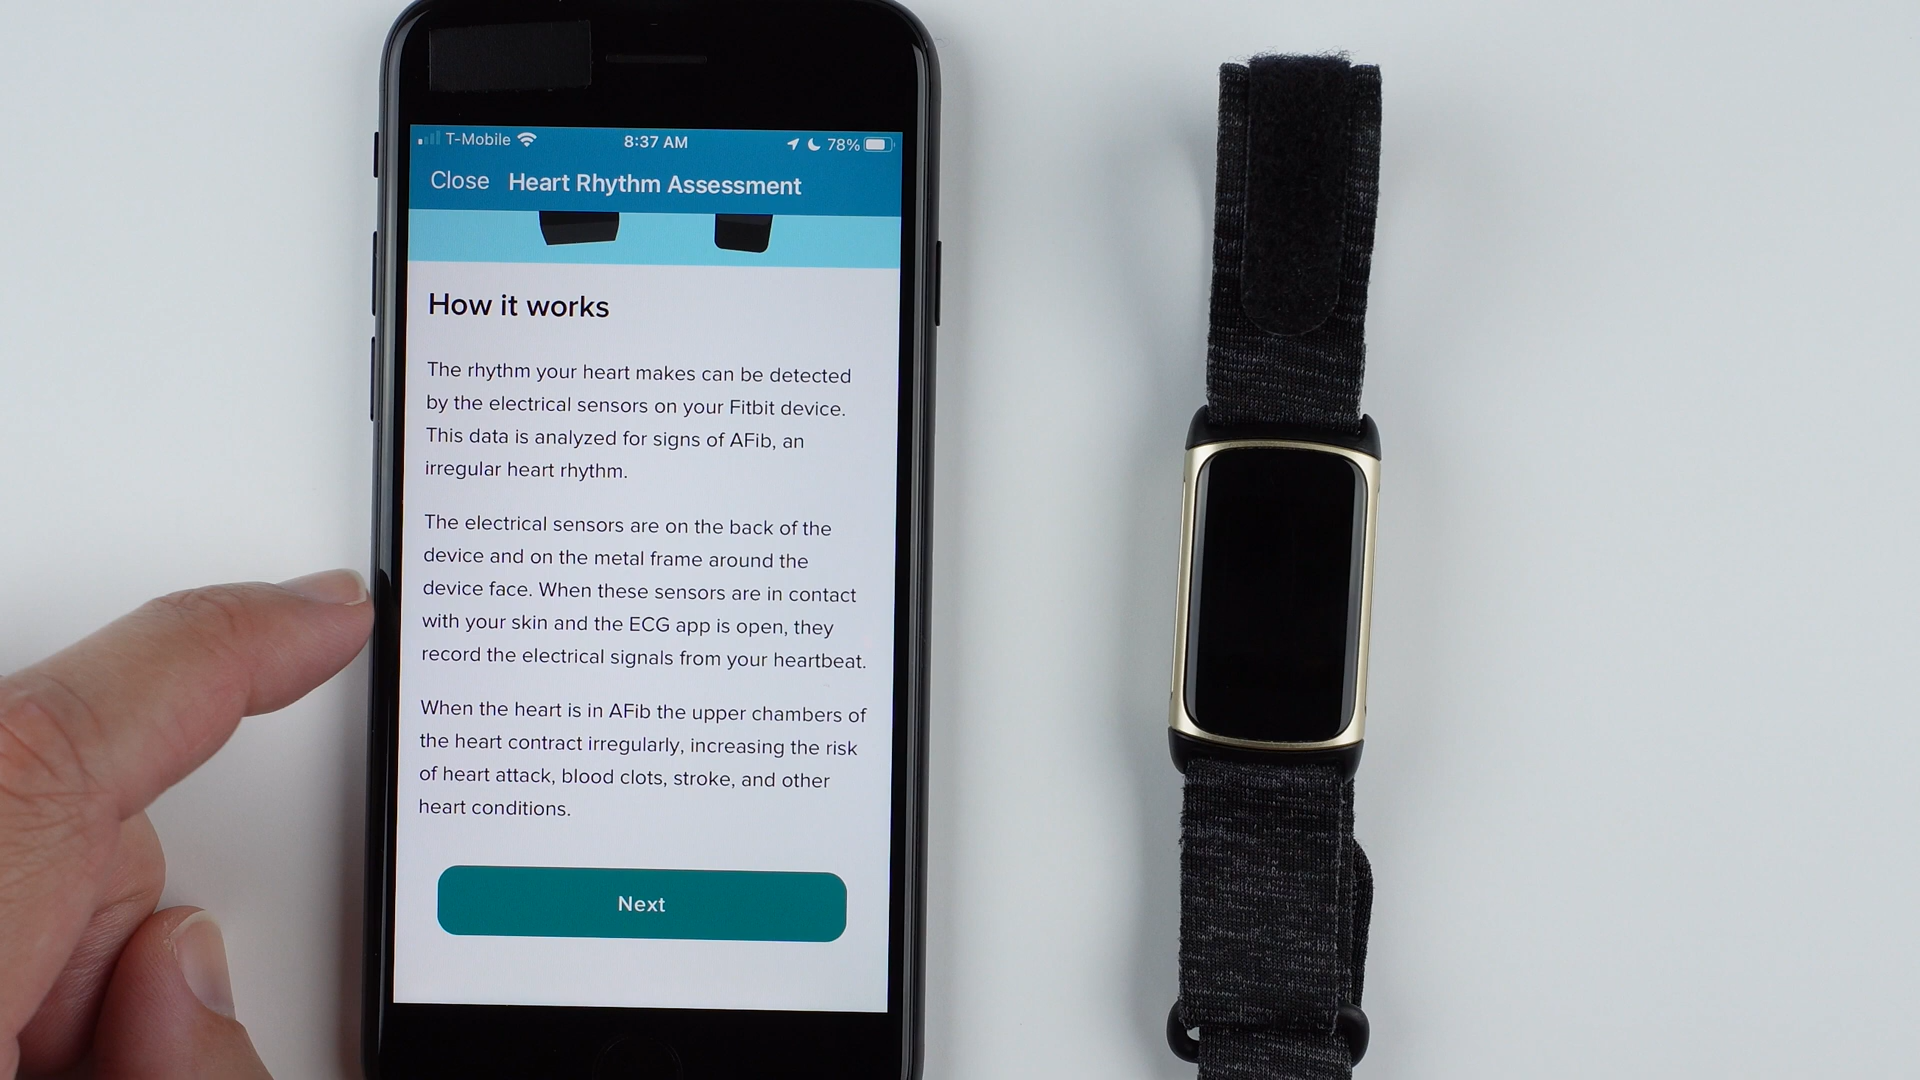 T-Mobile 8:37 AM 78%
Close Heart Rhythm Assessment
How it works
The rhythm your heart makes can be detected
by the electrical sensors on your Fitbit device.
This data is analyzed for signs of AFib, an
irregular heart rhythm.
The electrical sensors are on the back of the
device and on the metal frame around the
device face. When these sensors are in contact
with your skin and the ECG app is open, they
record the electrical signals from your heartbeat.
When the heart is in AFib the upper chambers of
the heart contract irregularly, increasing the risk
of heart attack, blood clots, stroke, and other
heart conditions.
Next